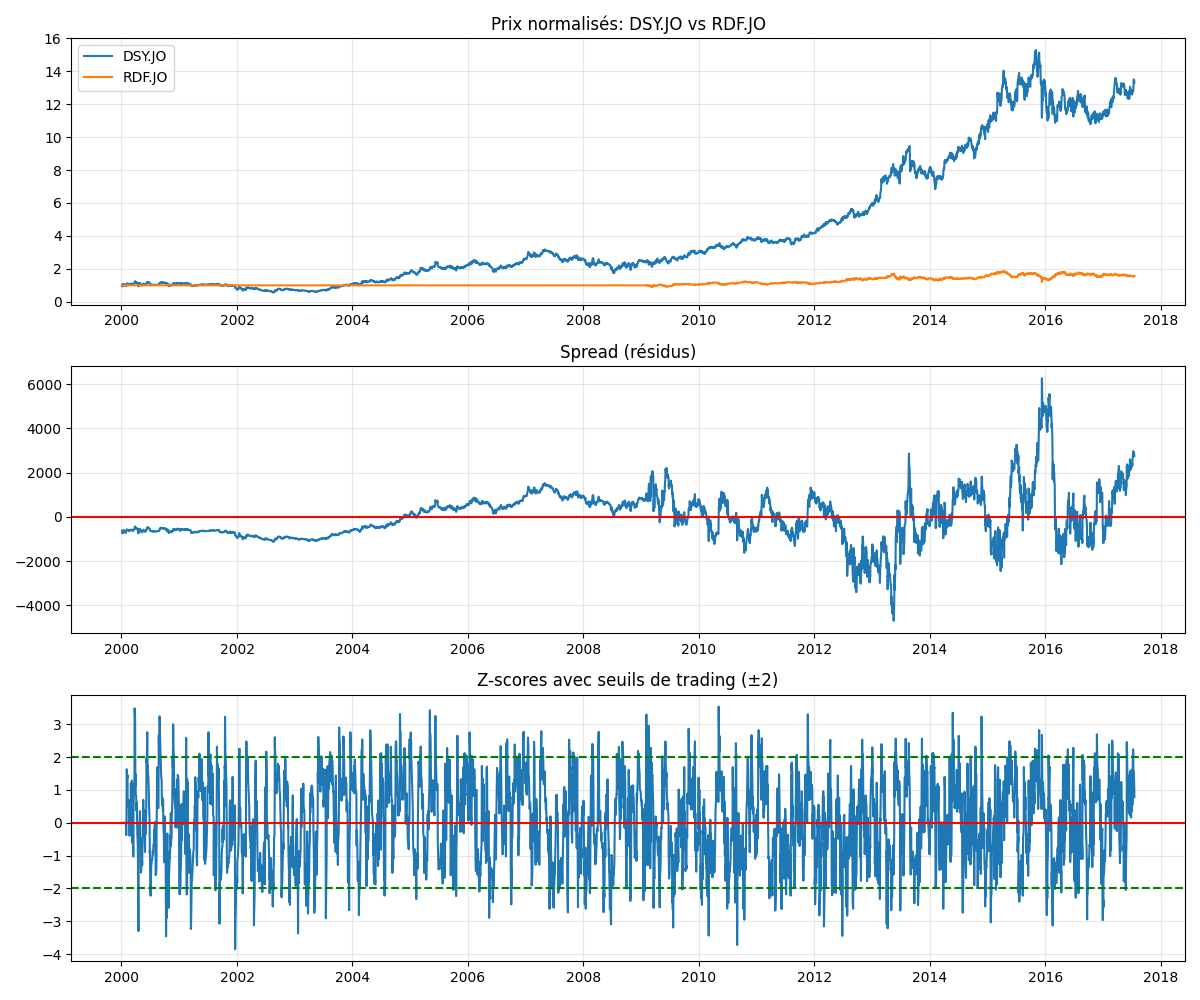 Prix normalisés: DSY.JO vs RDF.JO
16
14
12
10
8
6
4
2
0
DSY.JO
RDF.JO
2000 2002 2004 2006 2008 2010 2012 2014 2016 2018
Spread (résidus)
6000
4000
2000
0
−2000
−4000
2000 2002 2004 2006 2008 2010 2012 2014 2016 2018
Z-scores avec seuils de trading (±2)
3
2
1
0
−1
−2
−3
−4
2000 2002 2004 2006 2008 2010 2012 2014 2016 2018